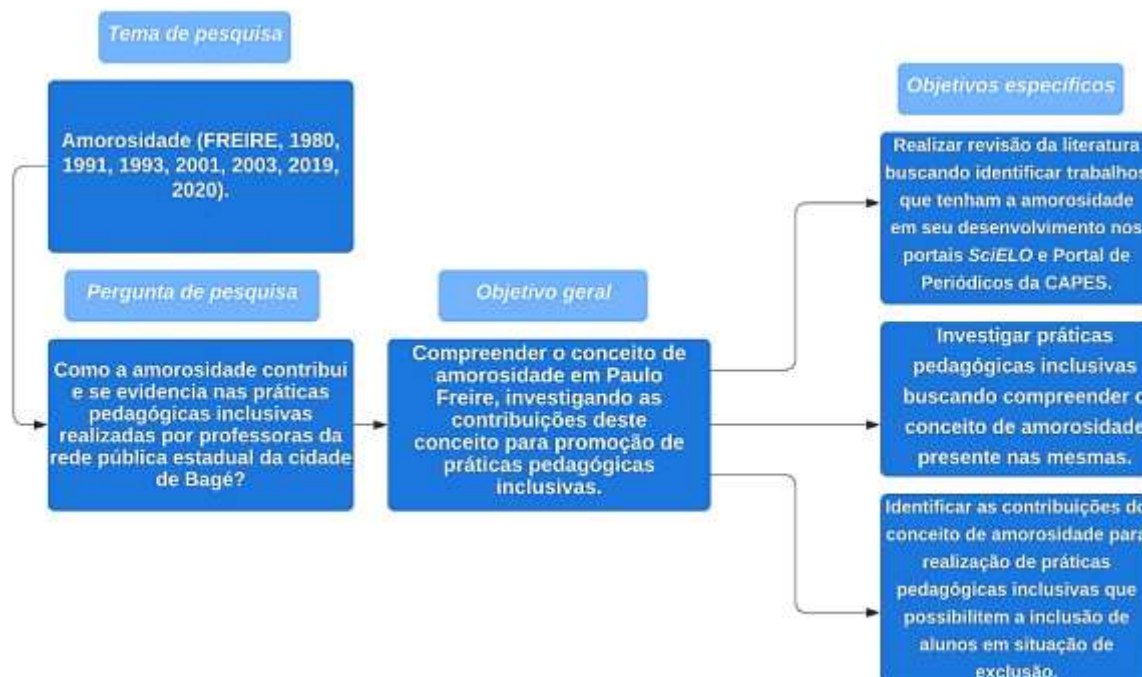 Tema de pesquisa
Amorosidade (FREIRE, 1980,
1991, 1993, 2001, 2003, 2019,
2020).
Pergunta de pesquisa
Como a amorosidade contribui
e se evidencia nas práticas
pedagógicas inclusivas
realizadas por professoras da
rede pública estadual da cidade
de Bagé?
Objetivo geral
Compreender o conceito de
amorosidade em Paulo
Freire, investigando as
contribuições deste
conceito para promoção de
práticas pedagógicas
inclusivas.
Objetivos específicos
Realizar revisão da literatura
buscando identificar trabalhos
que tenham a amorosidade
em seu desenvolvimento nos
portais SciELO e Portal de
Periódicos da CAPES.
Investigar práticas
pedagógicas inclusivas
buscando compreender o
conceito de amorosidade
presente nas mesmas.
Identificar as contribuições do
conceito de amorosidade para
realização de práticas
pedagógicas inclusivas que
possibilitem a inclusão de
alunos em situação de
exclusão.